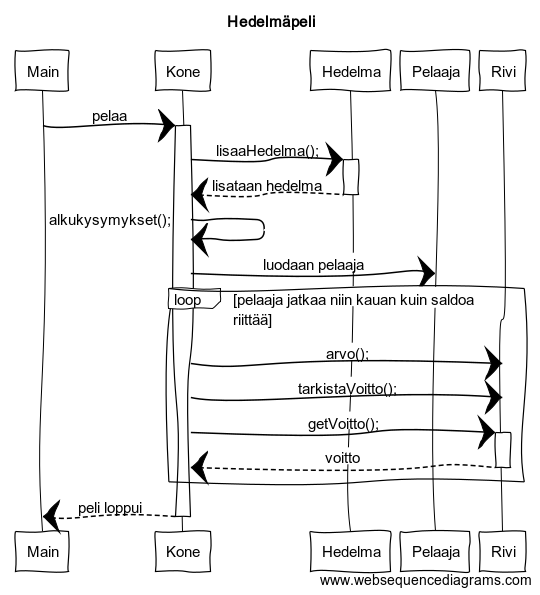 Hedelmäpeli
Main Kone Hedelma Pelaaja Rivi
pelaa
lisaaHedelma();
lisataan hedelma
alkukysymykset();
luodaan pelaaja
loop [pelaaja jatkaa niin kauan kuin saldoa
riittää]
arvo();
tarkistaVoitto();
getVoitto();
voitto
peli loppui
Main Kone Hedelma Pelaaja Rivi
www.websequencediagrams.com